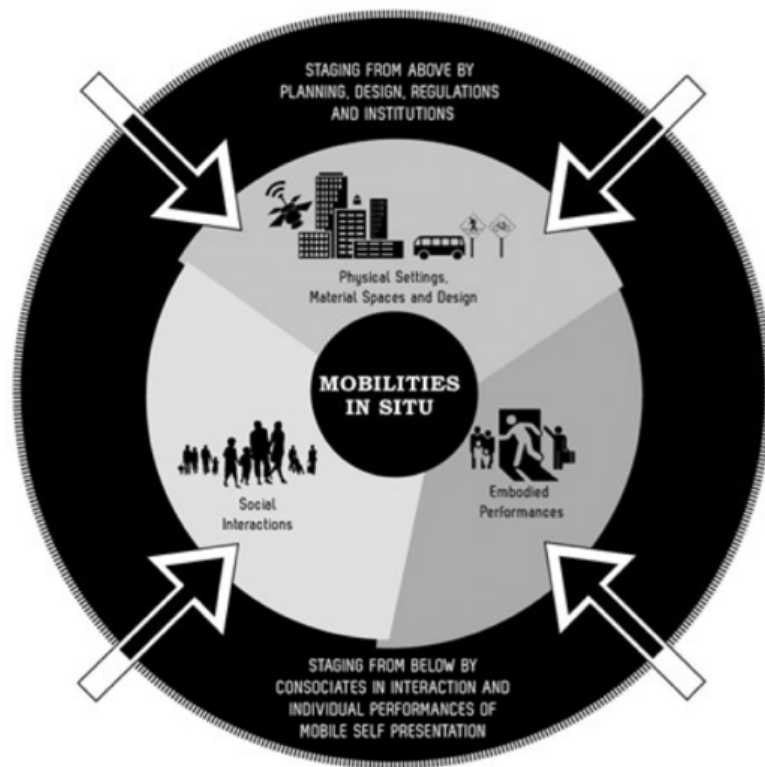 STAGING FROM ABOVE BY
PLANNING, DESIGN, REGULATIONS
AND INSTITUTIONS
Physical Settings,
Material Spaces and Design
MOBILITIES
IN SITU
Social
Interactions
Embodied
Performances
STAGING FROM BELOW BY
CONSOCIATES IN INTERACTION AND
INDIVIDUAL PERFORMANCES OF
MOBILE SELF PRESENTATION